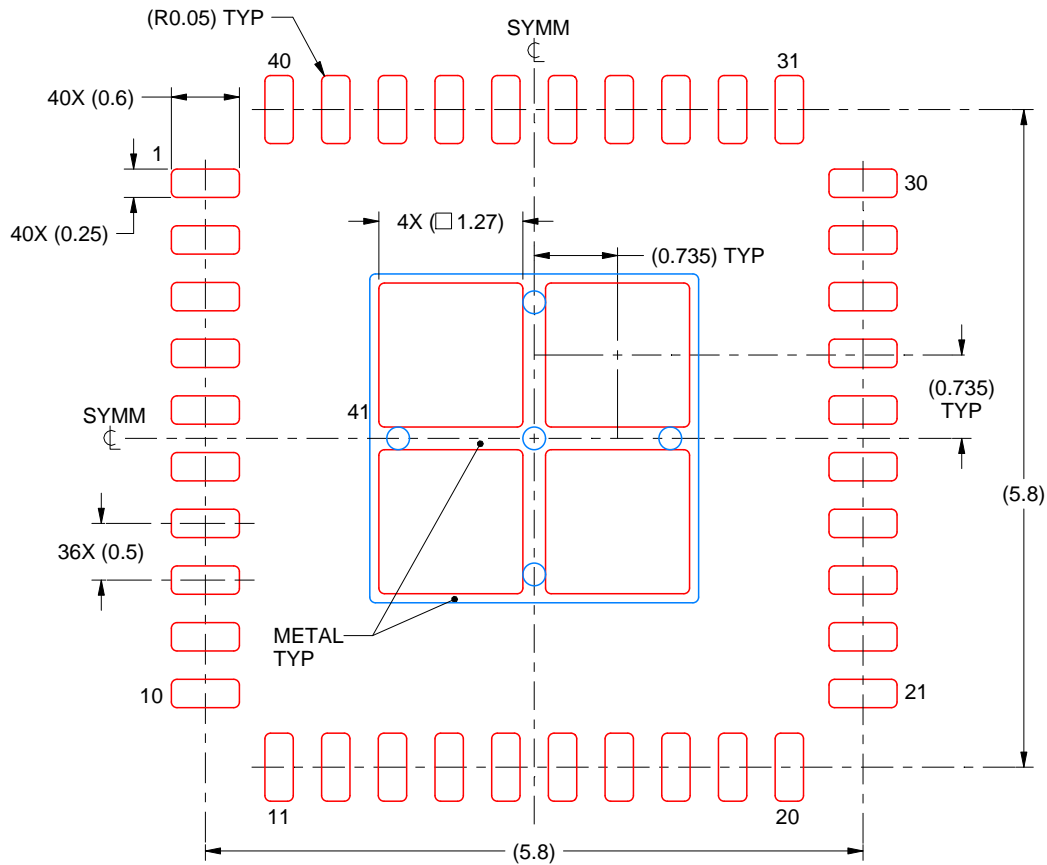 (R0.05) TYP
SYMM
℄
40
31
40X (0.6)
1
30
40X (0.25)
4X (□ 1.27)
(0.735) TYP
(0.735)
TYP
41
SYMM
℄
(5.8)
36X (0.5)
METAL
TYP
10
21
11
20
(5.8)